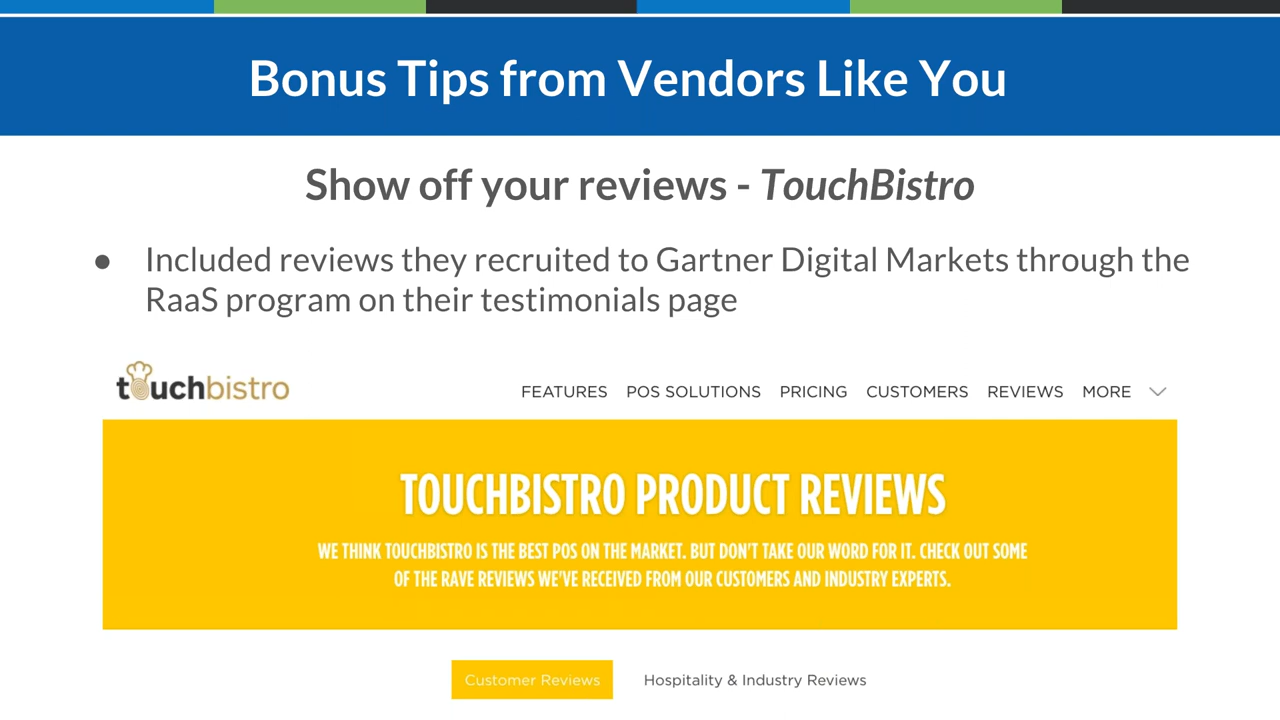 Bonus Tips from Vendors Like You
Show off your reviews - TouchBistro
● Included reviews they recruited to Gartner Digital Markets through the
RaaS program on their testimonials page
touchbistro
FEATURES POS SOLUTIONS PRICING CUSTOMERS REVIEWS MORE
TOUCHBISTRO PRODUCT REVIEWS
WE THINK TOUCHBISTRO IS THE BEST POS ON THE MARKET. BUT DON'T TAKE OUR WORD FOR IT. CHECK OUT SOME
OF THE RAVE REVIEWS WE'VE RECEIVED FROM OUR CUSTOMERS AND INDUSTRY EXPERTS.
Customer Reviews Hospitality & Industry Reviews